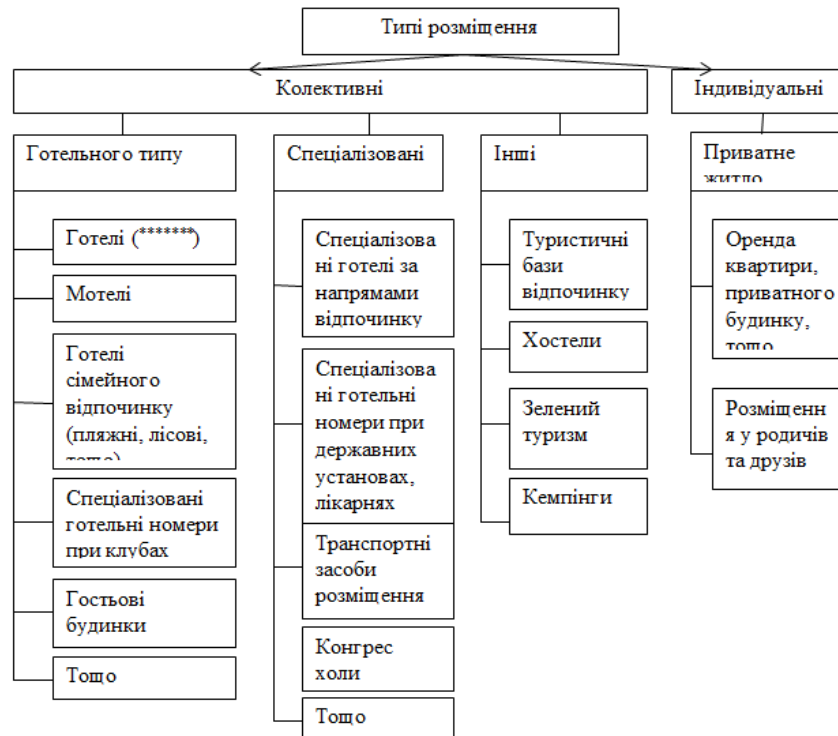 Типі розміщення
Колективні
Індивідуальні
Готельного типу
Спеціалізовані
Інші
Приватне
житло
Готелі (*******)
Мотелі
Готелі
сімейного
відпочинку
(пляжні, лісові,
тощо)
Спеціалізовані
готельні номери
при клубах
Гостьові
будинки
Тощо
Спеціалізова
ні готелі за
напрямами
відпочинку
Спеціалізова
ні готельні
номери при
державних
установах,
лікарнях
Транспортні
засоби
розміщення
Конгрес
холи
Тощо
Туристичні
бази
відпочинку
Хостели
Зелений
туризм
Кемпінги
Оренда
квартири,
приватного
будинку,
тощо
Розміщенн
я у родичів
та друзів